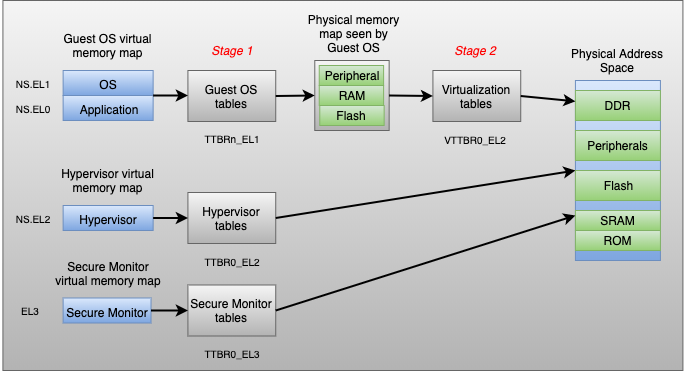 Guest OS virtual
memory map
Stage 1
Physical memory
map seen by
Guest OS
Stage 2
Physical Address
Space
NS.EL1
OS
NS.EL0
Application
Guest OS
tables
TTBRn_EL1
Peripheral
RAM
Flash
Virtualization
tables
VTTBR0_EL2
DDR
Peripherals
Flash
SRAM
ROM
Hypervisor virtual
memory map
NS.EL2
Hypervisor
Hypervisor
tables
TTBR0_EL2
Secure Monitor
virtual memory map
EL3
Secure Monitor
Secure Monitor
tables
TTBR0_EL3